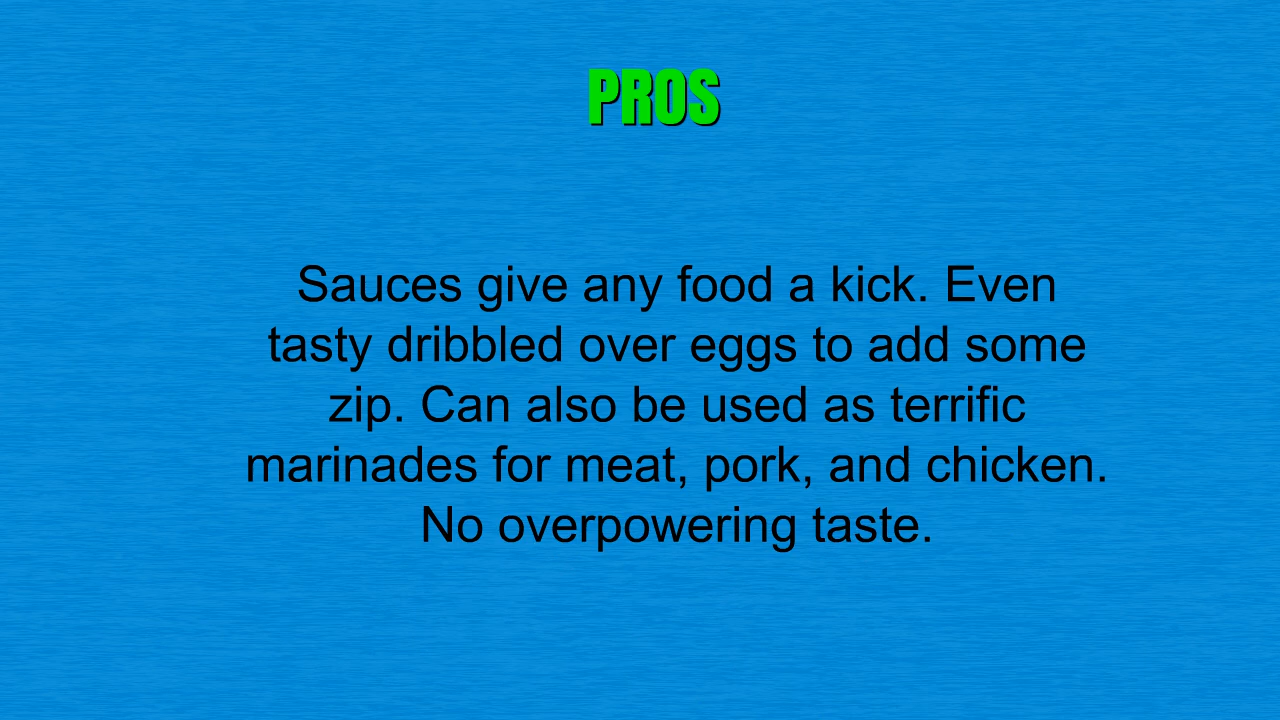 PROS
Sauces give any food a kick. Even
tasty dribbled over eggs to add some
zip. Can also be used as terrific
marinades for meat, pork, and chicken.
No overpowering taste.